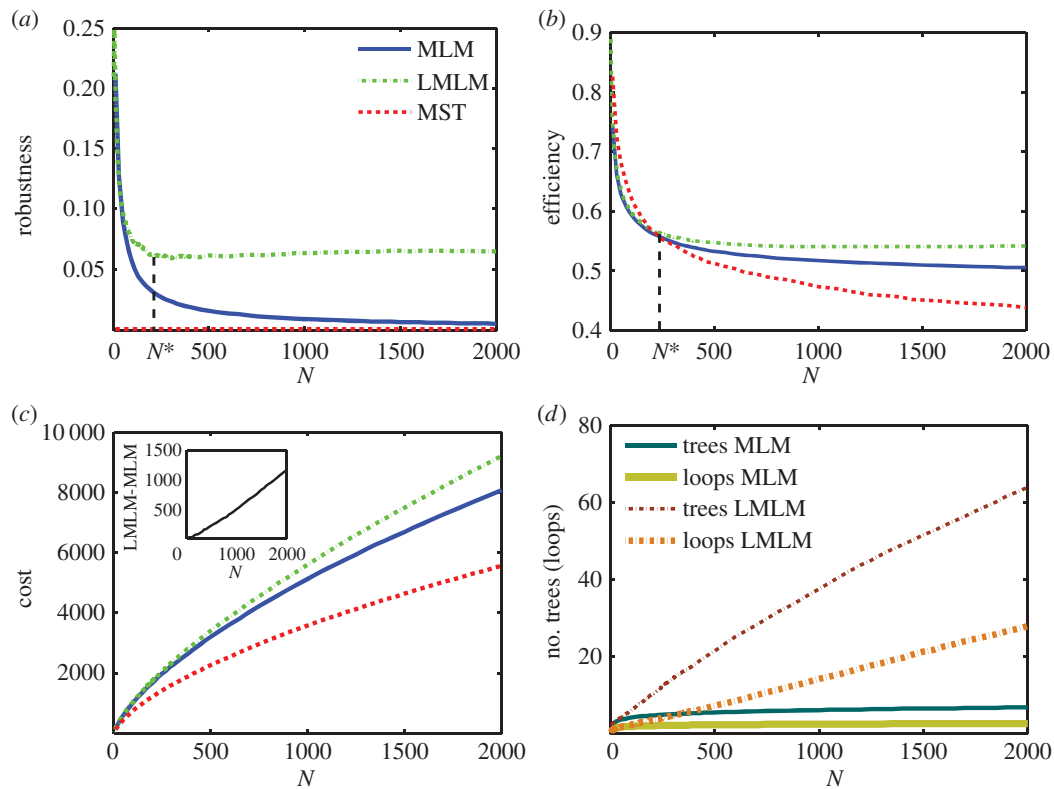 (a)
robustness
0.25
0.20
0.15
0.10
0.05
MLM
LMLM
MST
0 N* 500 1000 1500 2000
N
(b)
efficiency
0.9
0.8
0.7
0.6
0.5
0.4
0 N* 500 1000 1500 2000
N
(c)
cost
10 000
8000
6000
4000
2000
LMLM-MLM
1500
1000
500
0 1000 2000
N
0 500 1000 1500 2000
N
(d)
no. trees (loops)
80
60
40
20
trees MLM
loops MLM
trees LMLM
loops LMLM
0 500 1000 1500 2000
N